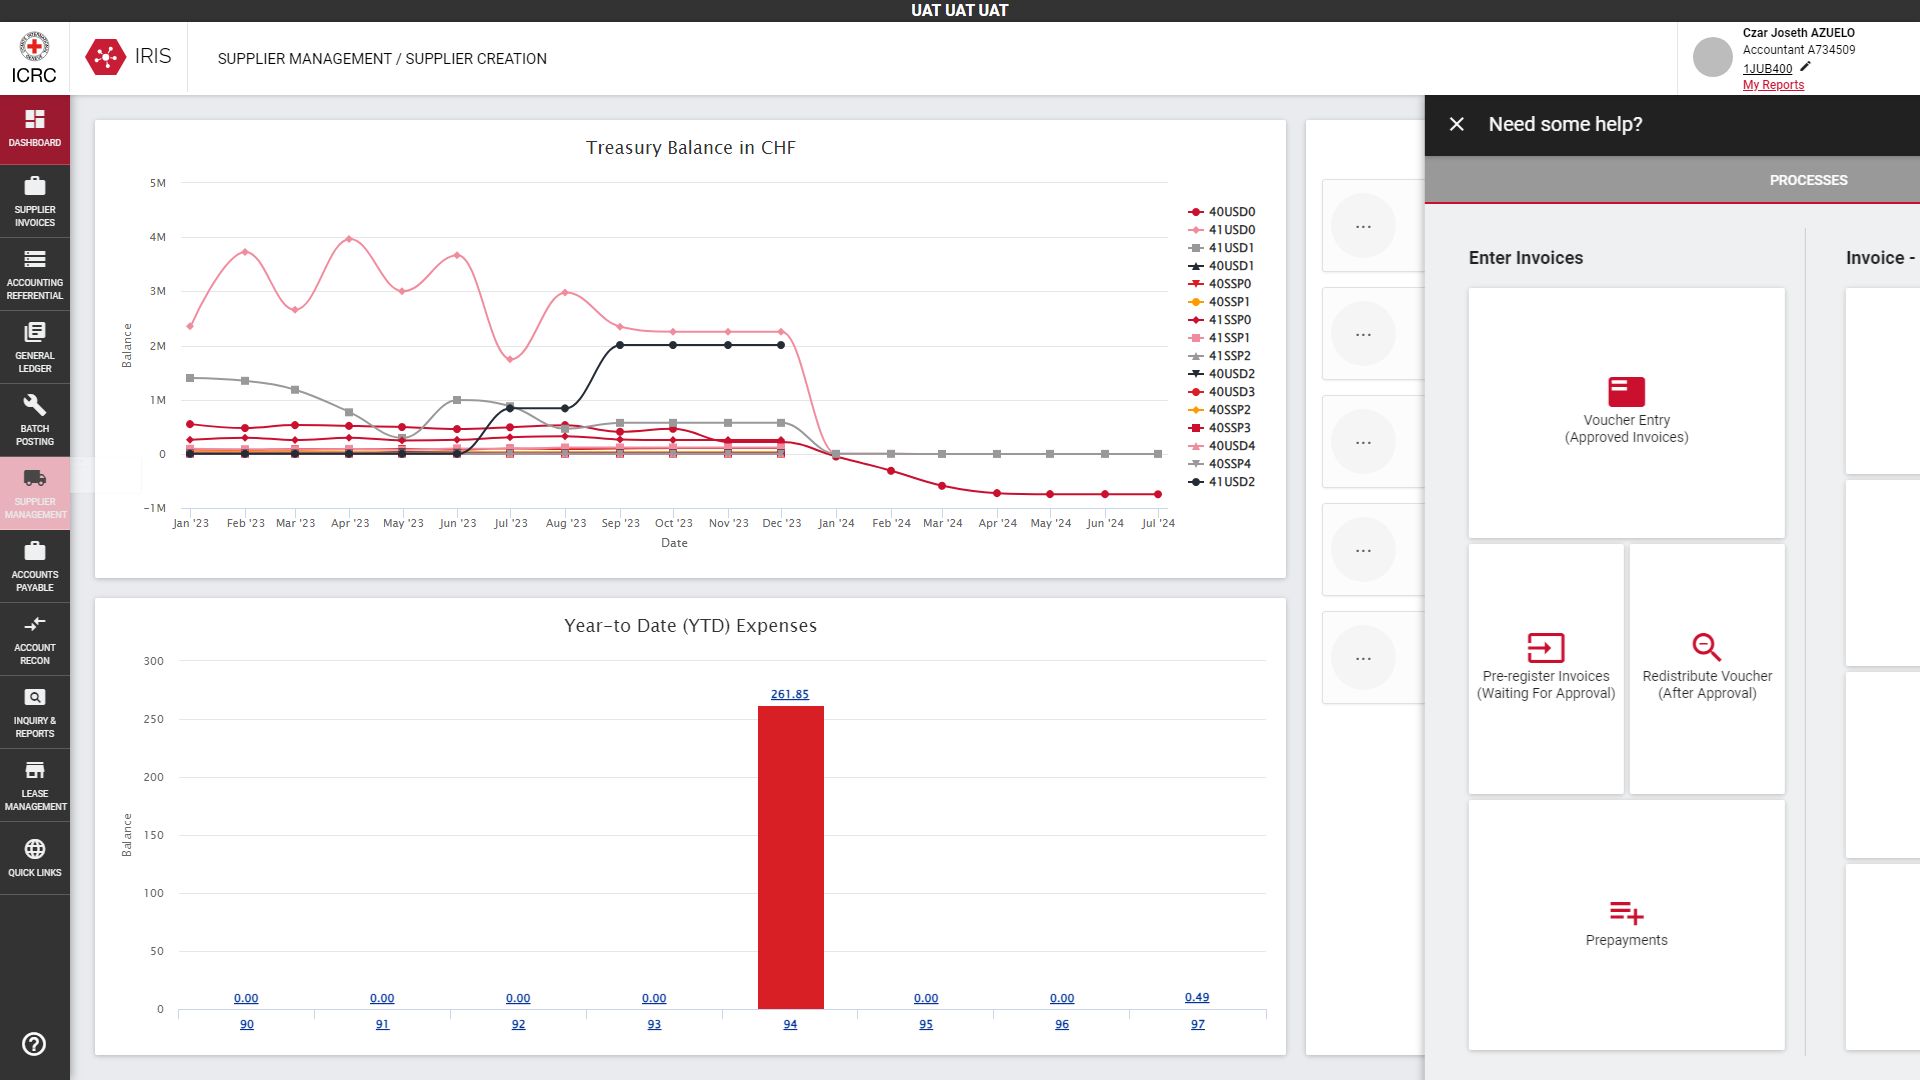 UAT UAT UAT
ICRC
IRIS
SUPPLIER MANAGEMENT / SUPPLIER CREATION
Czar Joseth AZUELO
Accountant A734509
1JUB400
My Reports
DASHBOARD
SUPPLIER
INVOICES
ACCOUNTING
REFERENTIAL
GENERAL
LEDGER
BATCH
POSTING
SUPPLIER
MANAGEMENT
ACCOUNTS
PAYABLE
ACCOUNT
RECON
INQUIRY &
REPORTS
LEASE
MANAGEMENT
QUICK LINKS
Treasury Balance in CHF
5M
4M
3M
2M
1M
0
-1M
Balance
Jan '23 Feb '23 Mar '23 Apr '23 May '23 Jun '23 Jul '23 Aug '23 Sep '23 Oct '23 Nov '23 Dec '23 Jan '24 Feb '24 Mar '24 Apr '24 May '24 Jun '24 Jul '24
Date
40USD0
41USD0
41USD1
40USD1
40SSP0
40SSP1
41SSP0
41SSP1
41SSP2
40USD2
40USD3
40SSP2
40SSP3
40USD4
40SSP4
41USD2
Year-to Date (YTD) Expenses
300
250
200
150
100
50
0
Balance
0.00 0.00 0.00 0.00 261.85 0.00 0.00 0.49
90 91 92 93 94 95 96 97
...
...
...
...
...
Need some help?
PROCESSES
Enter Invoices
Voucher Entry
(Approved Invoices)
Pre-register Invoices
(Waiting For Approval)
Redistribute Voucher
(After Approval)
Prepayments
Invoice -